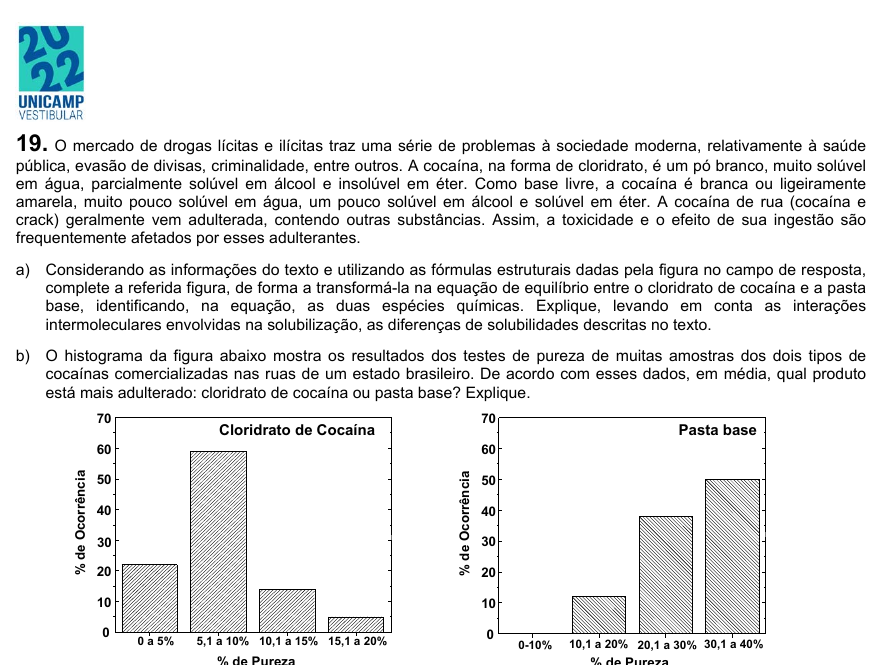 2022
UNICAMP
VESTIBULAR
19. O mercado de drogas lícitas e ilícitas traz uma série de problemas à sociedade moderna, relativamente à saúde
pública, evasão de divisas, criminalidade, entre outros. A cocaína, na forma de cloridrato, é um pó branco, muito solúvel
em água, parcialmente solúvel em álcool e insolúvel em éter. Como base livre, a cocaína é branca ou ligeiramente
amarela, muito pouco solúvel em água, um pouco solúvel em álcool e solúvel em éter. A cocaína de rua (cocaína e
crack) geralmente vem adulterada, contendo outras substâncias. Assim, a toxicidade e o efeito de sua ingestão são
frequentemente afetados por esses adulterantes.
a) Considerando as informações do texto e utilizando as fórmulas estruturais dadas pela figura no campo de resposta,
complete a referida figura, de forma a transformá-la na equação de equilíbrio entre o cloridrato de cocaína e a pasta
base, identificando, na equação, as duas espécies químicas. Explique, levando em conta as interações
intermoleculares envolvidas na solubilização, as diferenças de solubilidades descritas no texto.
b) O histograma da figura abaixo mostra os resultados dos testes de pureza de muitas amostras dos dois tipos de
cocaínas comercializadas nas ruas de um estado brasileiro. De acordo com esses dados, em média, qual produto
está mais adulterado: cloridrato de cocaína ou pasta base? Explique.
Cloridrato de Cocaína
% de Ocorrência
70
60
50
40
30
20
10
0
0 a 5% 5,1 a 10% 10,1 a 15% 15,1 a 20%
% de Pureza
Pasta base
% de Ocorrência
70
60
50
40
30
20
10
0
0-10% 10,1 a 20% 20,1 a 30% 30,1 a 40%
% de Pureza